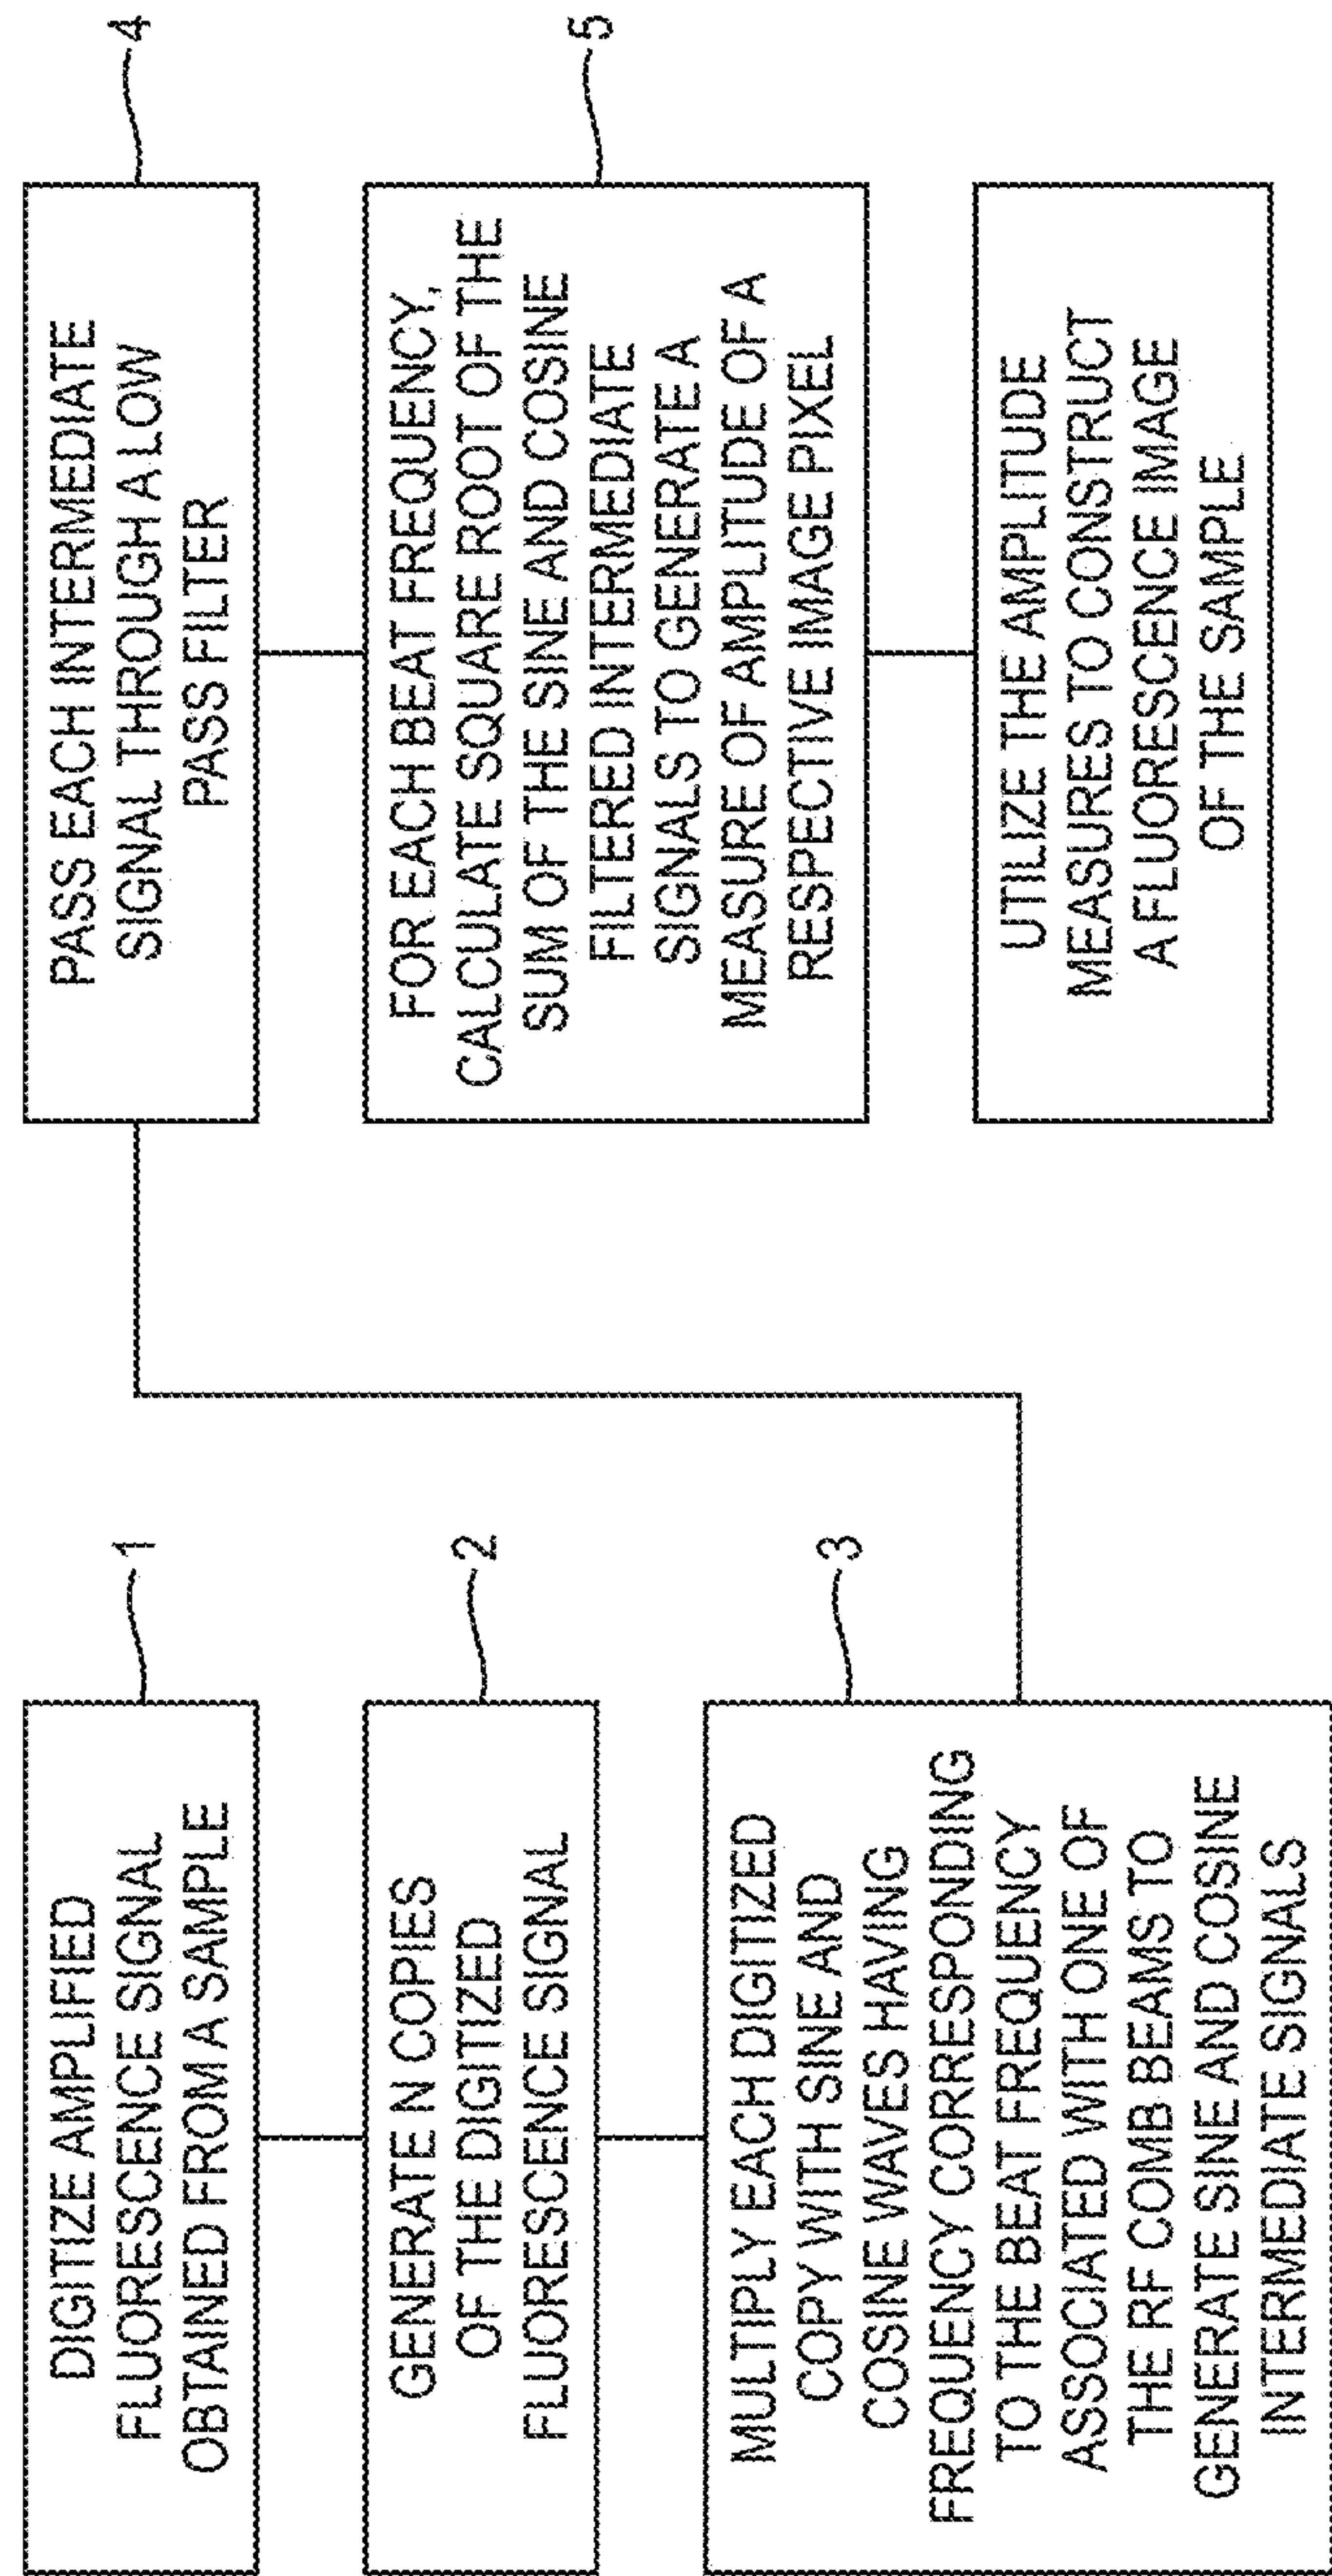 DIGITIZE AMPLIFIED
FLUORESCENCE SIGNAL
OBTAINED FROM A SAMPLE
1
GENERATE N COPIES
OF THE DIGITIZED
FLUORESCENCE SIGNAL
2
MULTIPLY EACH DIGITIZED
COPY WITH SINE AND
COSINE WAVES HAVING
FREQUENCY CORRESPONDING
TO THE BEAT FREQUENCY
ASSOCIATED WITH ONE OF
THE RF COMB BEAMS TO
GENERATE SINE AND COSINE
INTERMEDIATE SIGNALS
3
PASS EACH INTERMEDIATE
SIGNAL THROUGH A LOW
PASS FILTER
4
FOR EACH BEAT FREQUENCY,
CALCULATE SQUARE ROOT OF THE
SUM OF THE SINE AND COSINE
FILTERED INTERMEDIATE
SIGNALS TO GENERATE A
MEASURE OF AMPLITUDE OF A
RESPECTIVE IMAGE PIXEL
5
UTILIZE THE AMPLITUDE
MEASURES TO CONSTRUCT
A FLUORESCENCE IMAGE
OF THE SAMPLE